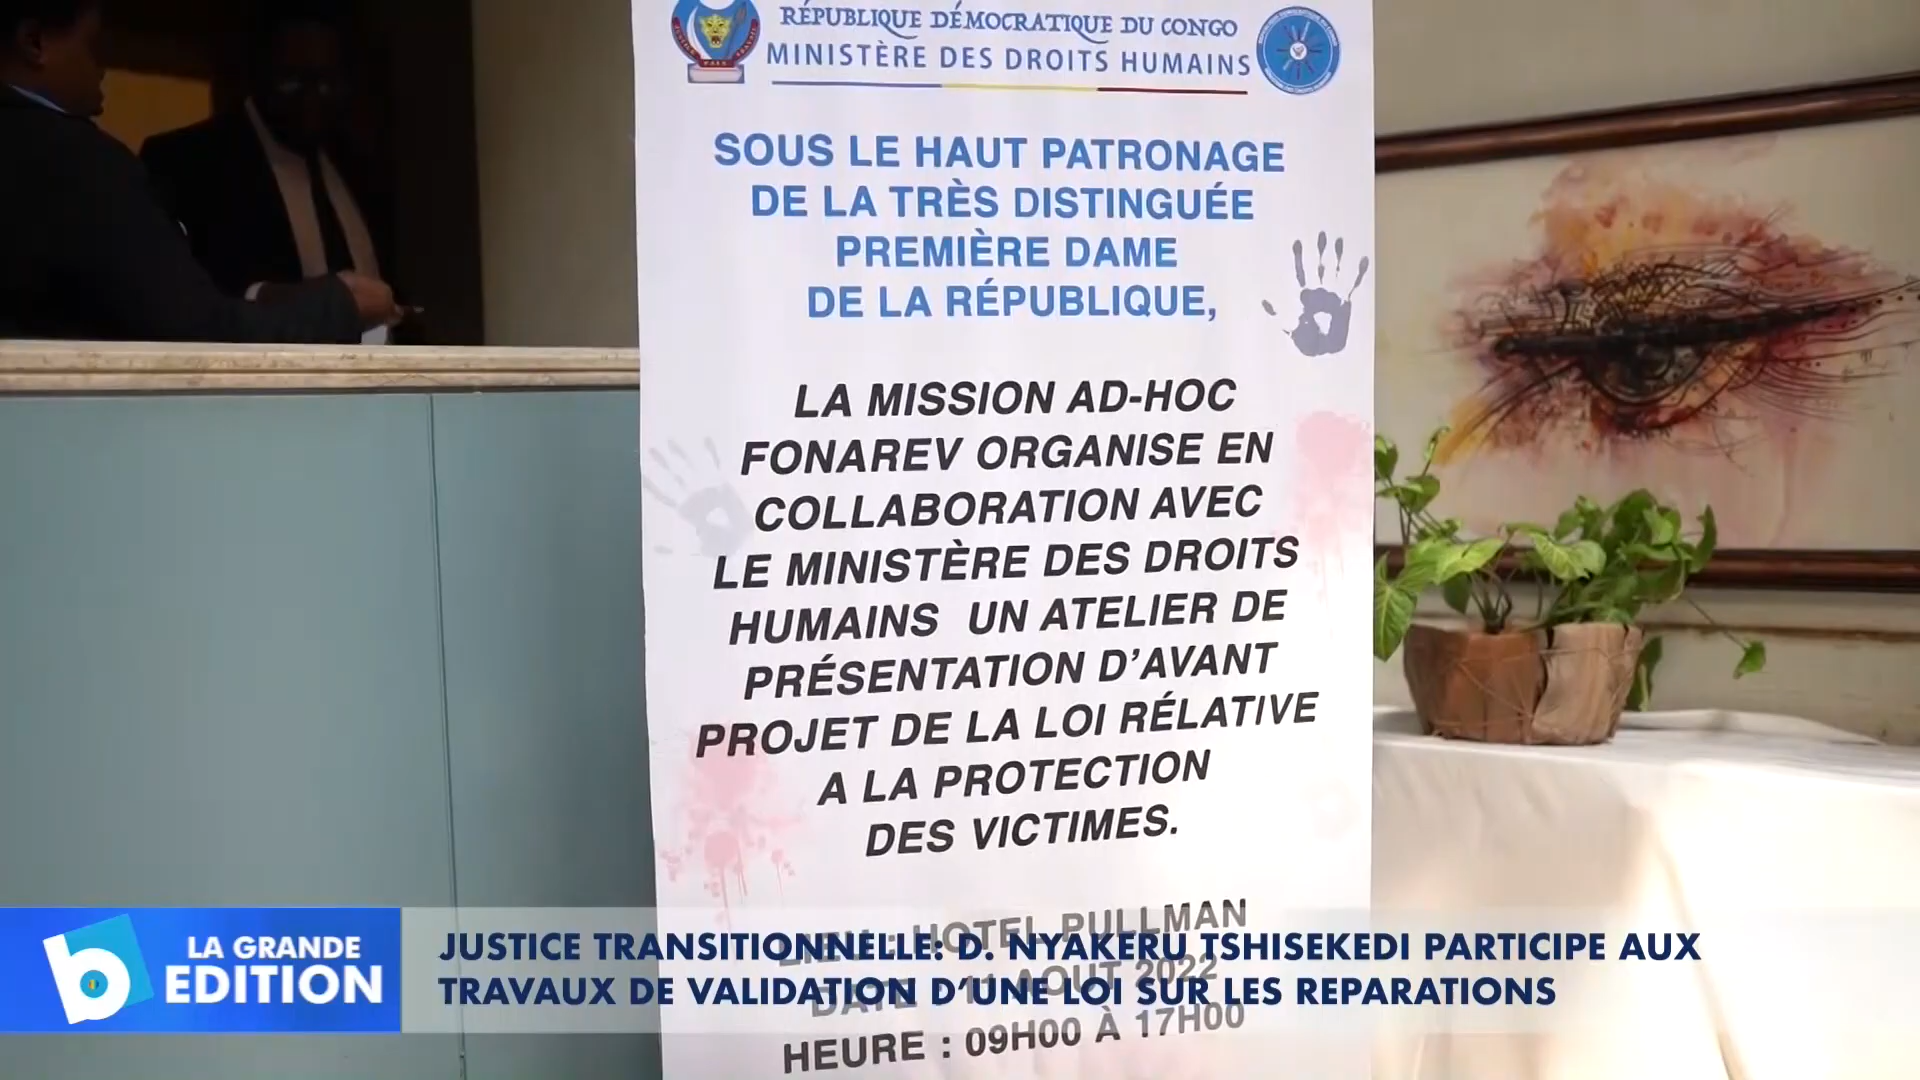 RÉPUBLIQUE DÉMOCRATIQUE DU CONGO
MINISTÈRE DES DROITS HUMAINS
SOUS LE HAUT PATRONAGE
DE LA TRÈS DISTINGUÉE
PREMIÈRE DAME
DE LA RÉPUBLIQUE,
LA MISSION AD-HOC
FONAREV ORGANISE EN
COLLABORATION AVEC
LE MINISTÈRE DES DROITS
HUMAINS UN ATELIER DE
PRÉSENTATION D'AVANT
PROJET DE LA LOI RÉLATIVE
A LA PROTECTION
DES VICTIMES.
LIEU : HOTEL PULLMAN
DATE : 11 AOUT 2022
HEURE : 09H00 À 17H00
LA GRANDE
EDITION
JUSTICE TRANSITIONNELLE: D. NYAKERU TSHISEKEDI PARTICIPE AUX
TRAVAUX DE VALIDATION D'UNE LOI SUR LES REPARATIONS